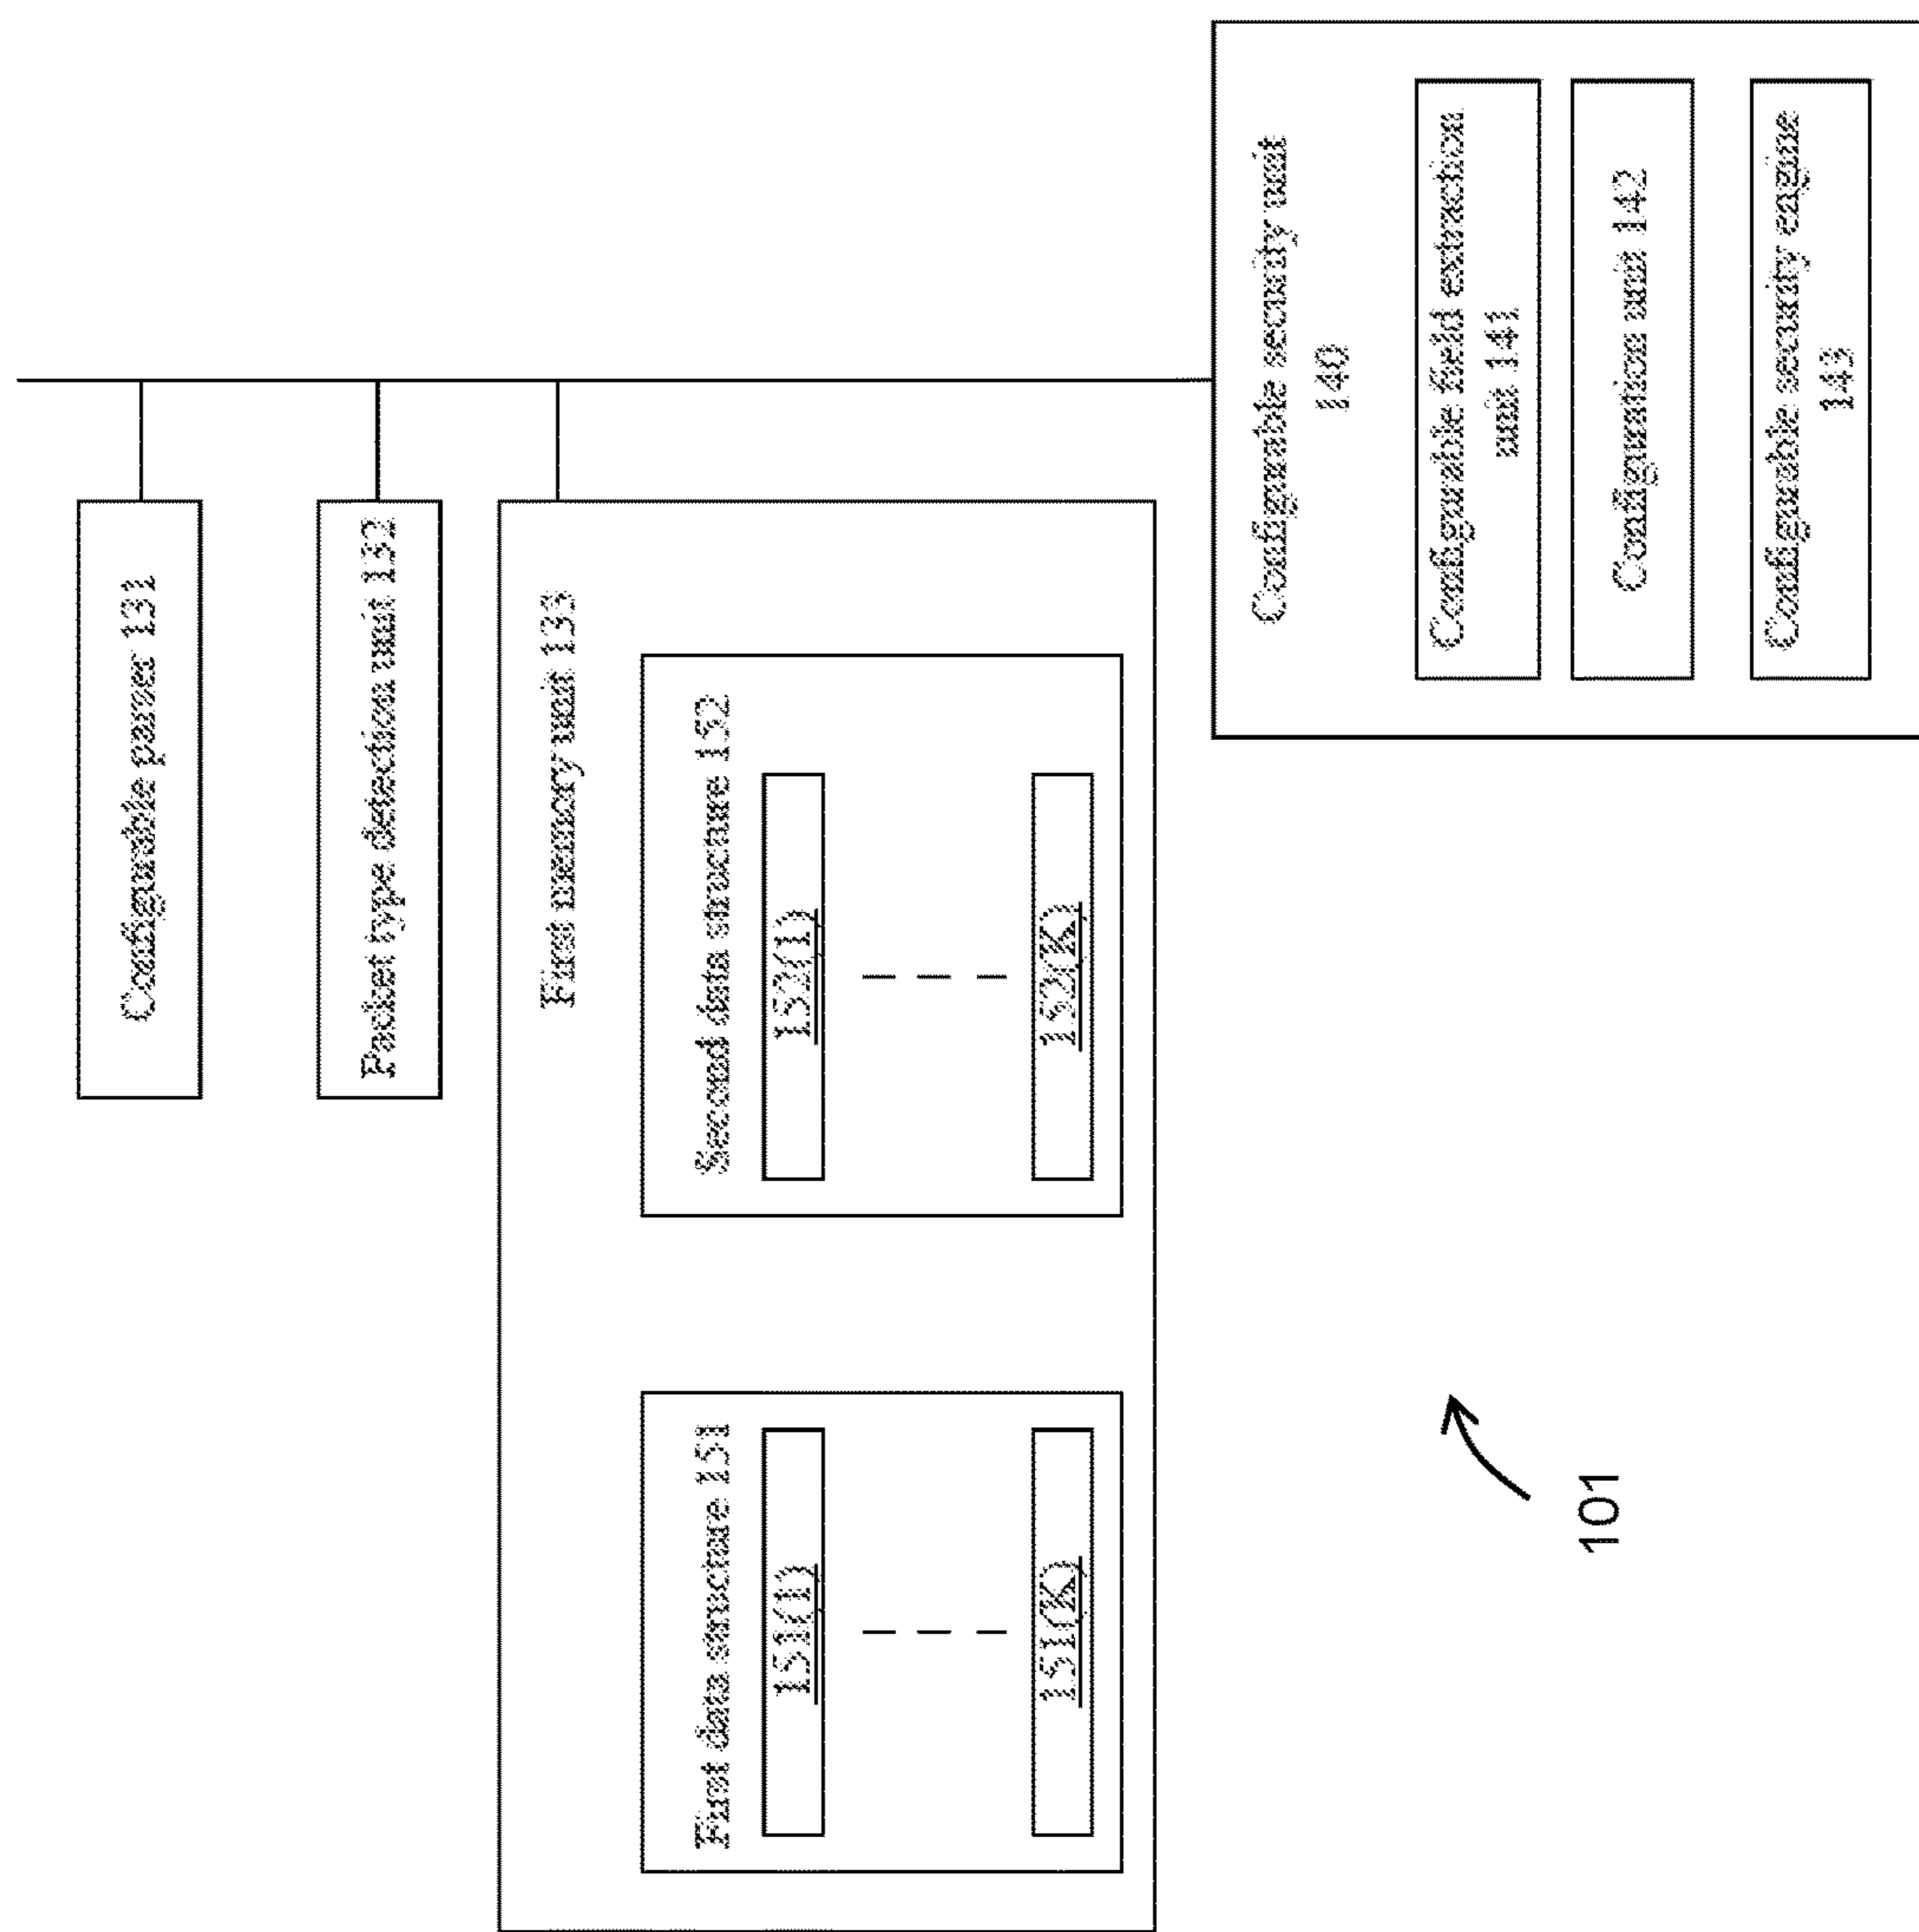 Configurable parser 131
Packet type detection unit 132
First memory unit 133
First data structure 151
151(1)
151(K)
Second data structure 152
152(1)
152(K)
Configurable security unit
140
Configurable field extraction
unit 141
Configuration unit 142
Configurable security engine
143
101